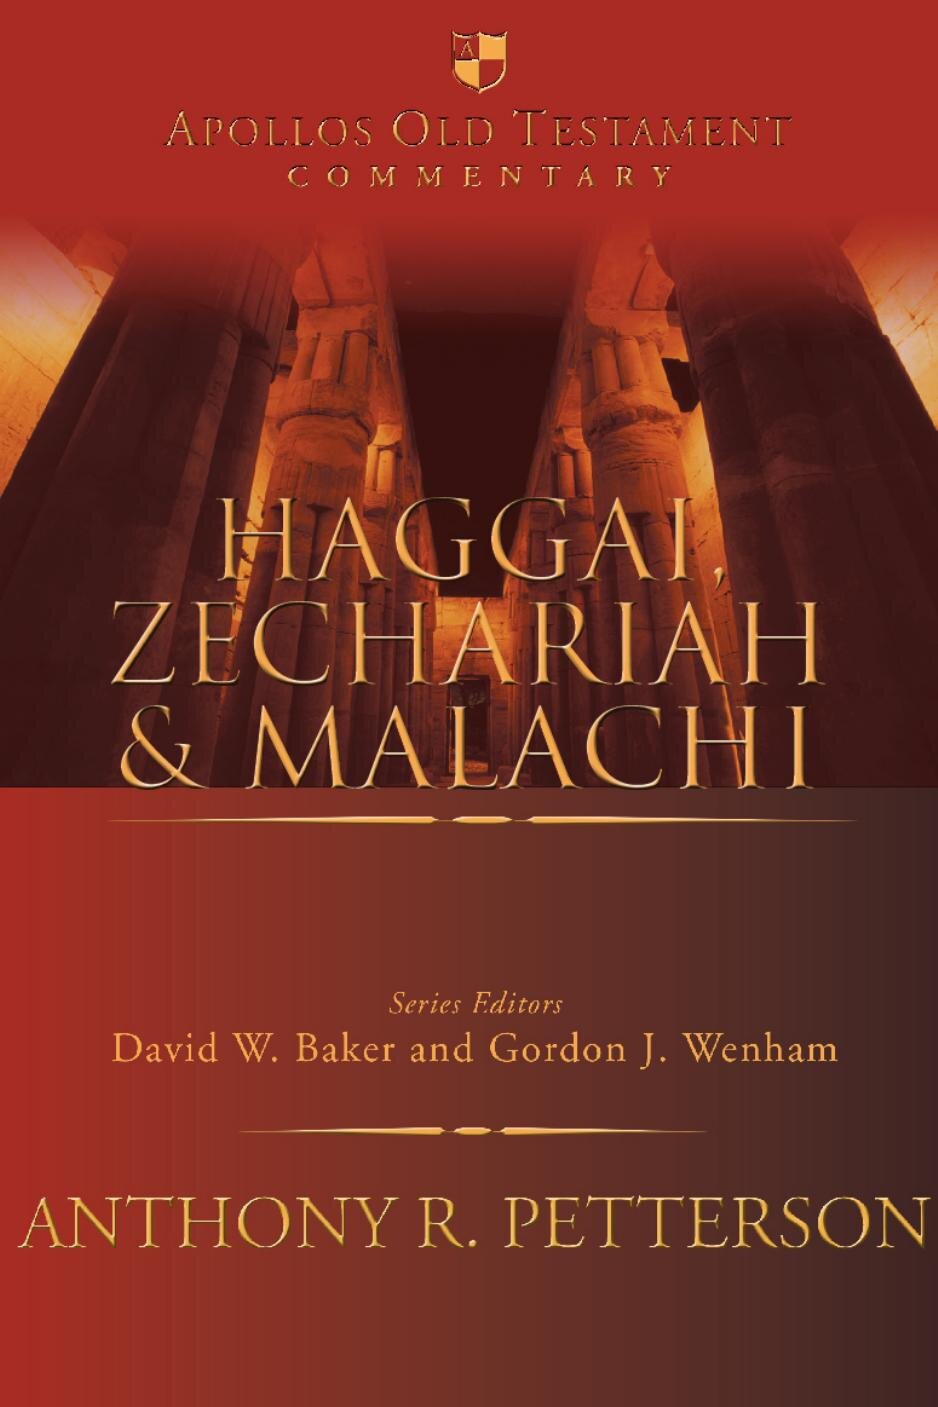 A
APOLLOS OLD TESTAMENT
COMMENTARY
HAGGAI,
ZECHARIAH
& MALACHI
Series Editors
David W. Baker and Gordon J. Wenham
ANTHONY R. PETTERSON